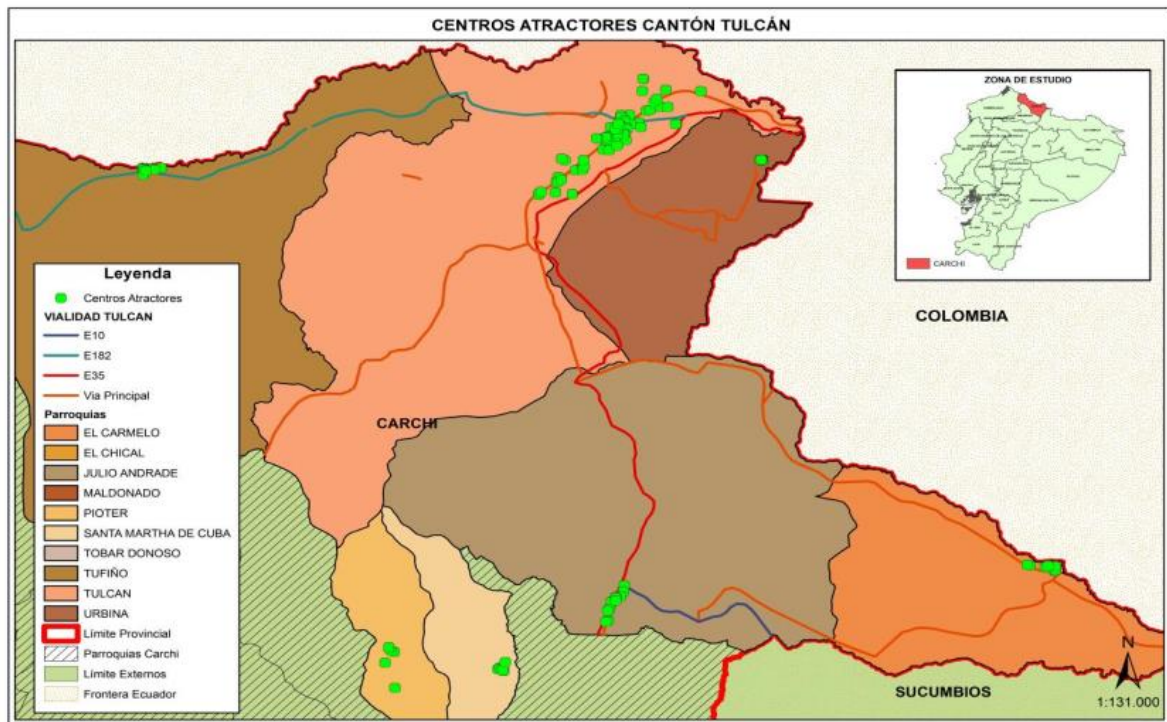 CENTROS ATRACTORES CANTÓN TULCÁN
ZONA DE ESTUDIO
CARCHI
COLOMBIA
CARCHI
SUCUMBIOS
N
1:131.000
Leyenda
Centros Atractores
VIALIDAD TULCAN
E10
E182
E35
Via Principal
Parroquias
EL CARMELO
EL CHICAL
JULIO ANDRADE
MALDONADO
PIOTER
SANTA MARTHA DE CUBA
TOBAR DONOSO
TUFIÑO
TULCAN
URBINA
Límite Provincial
Parroquias Carchi
Límite Externos
Frontera Ecuador